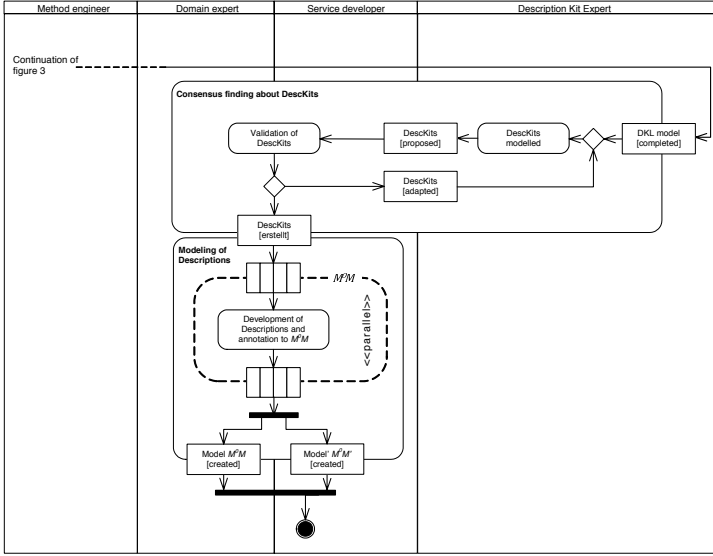 Method engineer
Domain expert
Service developer
Description Kit Expert
Continuation of
figure 3
Consensus finding about DescKits
Validation of
DescKits
DescKits
[proposed]
DescKits
modelled
DKL model
[completed]
DescKits
[adapted]
DescKits
[erstellt]
Modeling of
Descriptions
M²M
Development of
Descriptions and
annotation to M²M
<<parallel>>
Model M²M
[created]
Model' M²M'
[created]